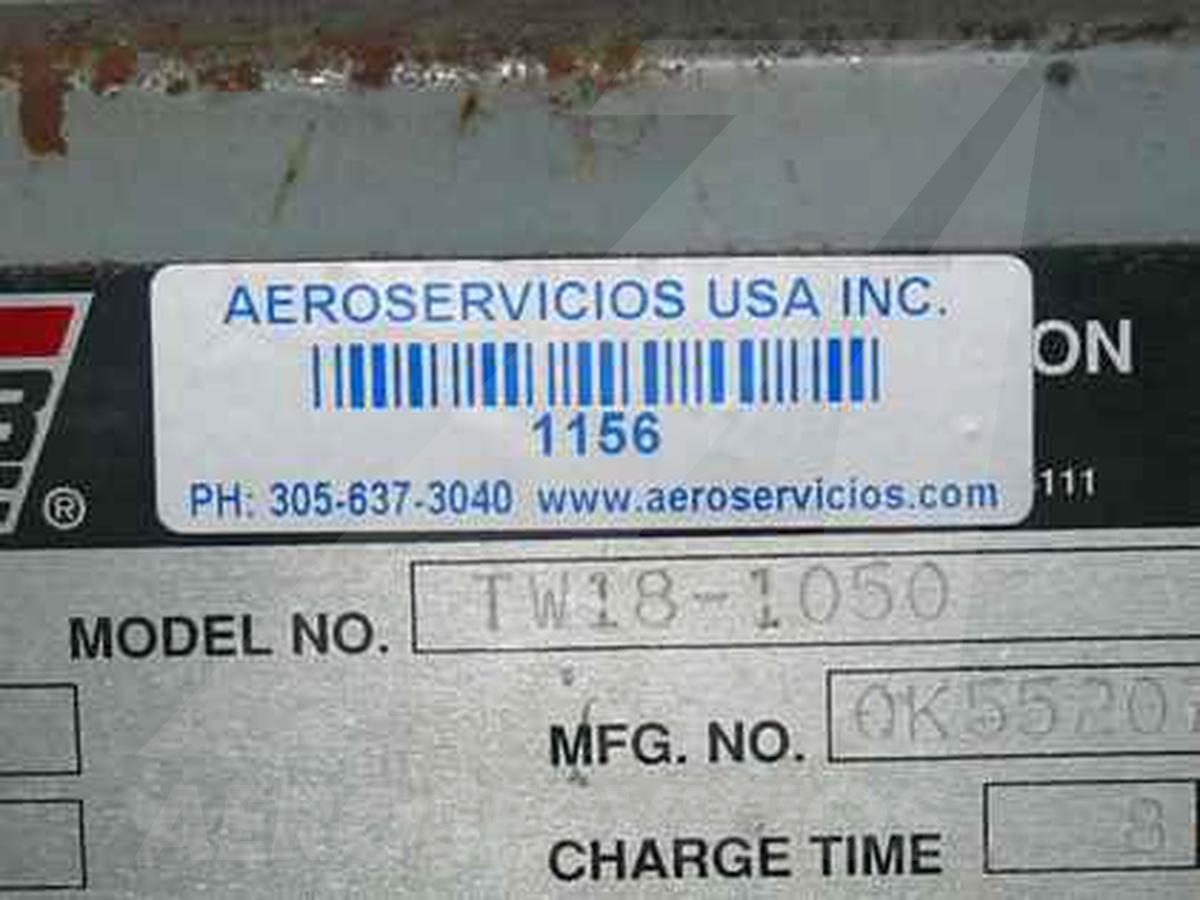 AEROSERVICIOS USA INC.
ON
1156
®
PH: 305-637-3040 www.aeroservicios.com
111
MODEL NO. TW18-1050
MFG. NO. 0K5520
CHARGE TIME 8